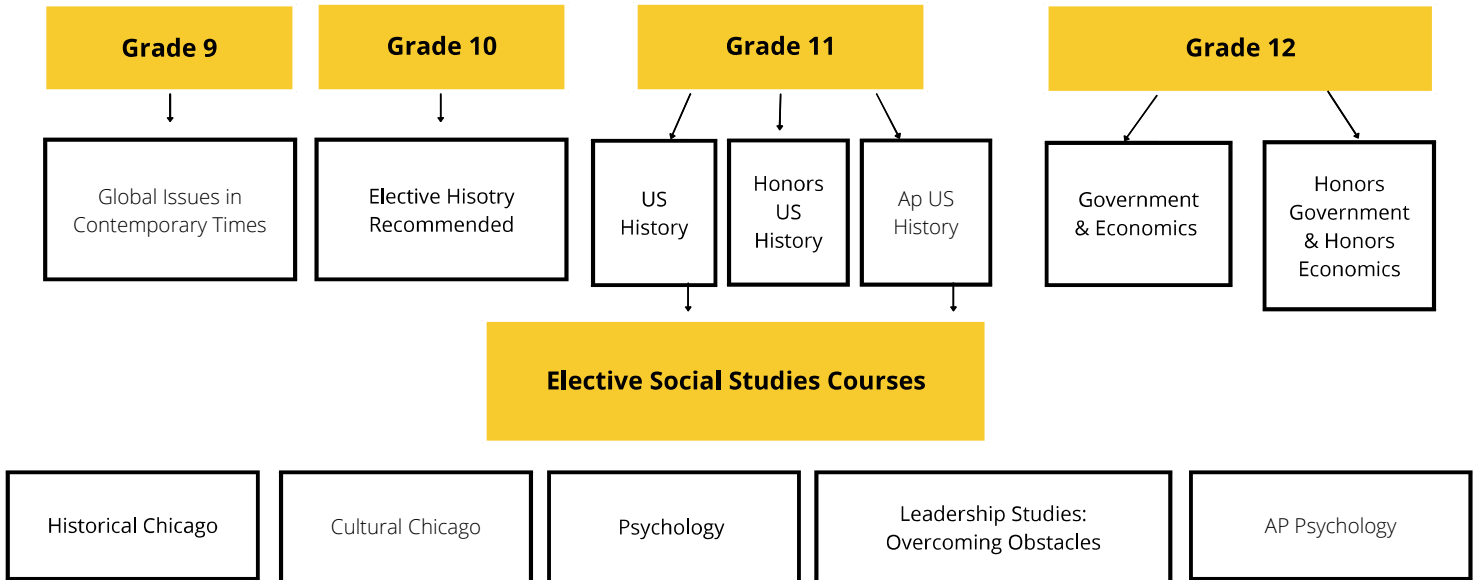 Grade 9
Grade 10
Grade 11
Grade 12
Global Issues in
Contemporary Times
Elective Hisotry
Recommended
US
History
Honors
US
History
Ap US
History
Government
& Economics
Honors
Government
& Honors
Economics
Elective Social Studies Courses
Historical Chicago
Cultural Chicago
Psychology
Leadership Studies:
Overcoming Obstacles
AP Psychology